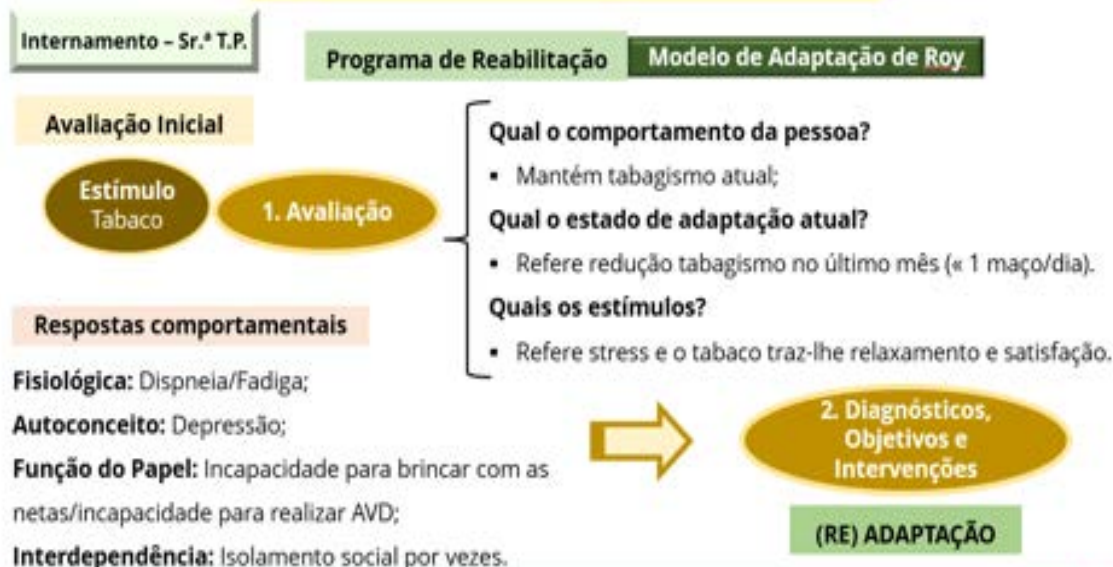 Internamento – Sr.ª T.P.
Programa de Reabilitação
Modelo de Adaptação de Roy
Avaliação Inicial
Estímulo
Tabaco
1. Avaliação
Qual o comportamento da pessoa?
▪ Mantém tabagismo atual;
Qual o estado de adaptação atual?
▪ Refere redução tabagismo no último mês (« 1 maço/dia).
Quais os estímulos?
▪ Refere stress e o tabaco traz-lhe relaxamento e satisfação.
Respostas comportamentais
Fisiológica: Dispneia/Fadiga;
Autoconceito: Depressão;
Função do Papel: Incapacidade para brincar com as
netas/incapacidade para realizar AVD;
Interdependência: Isolamento social por vezes.
2. Diagnósticos,
Objetivos e
Intervenções
(RE) ADAPTAÇÃO